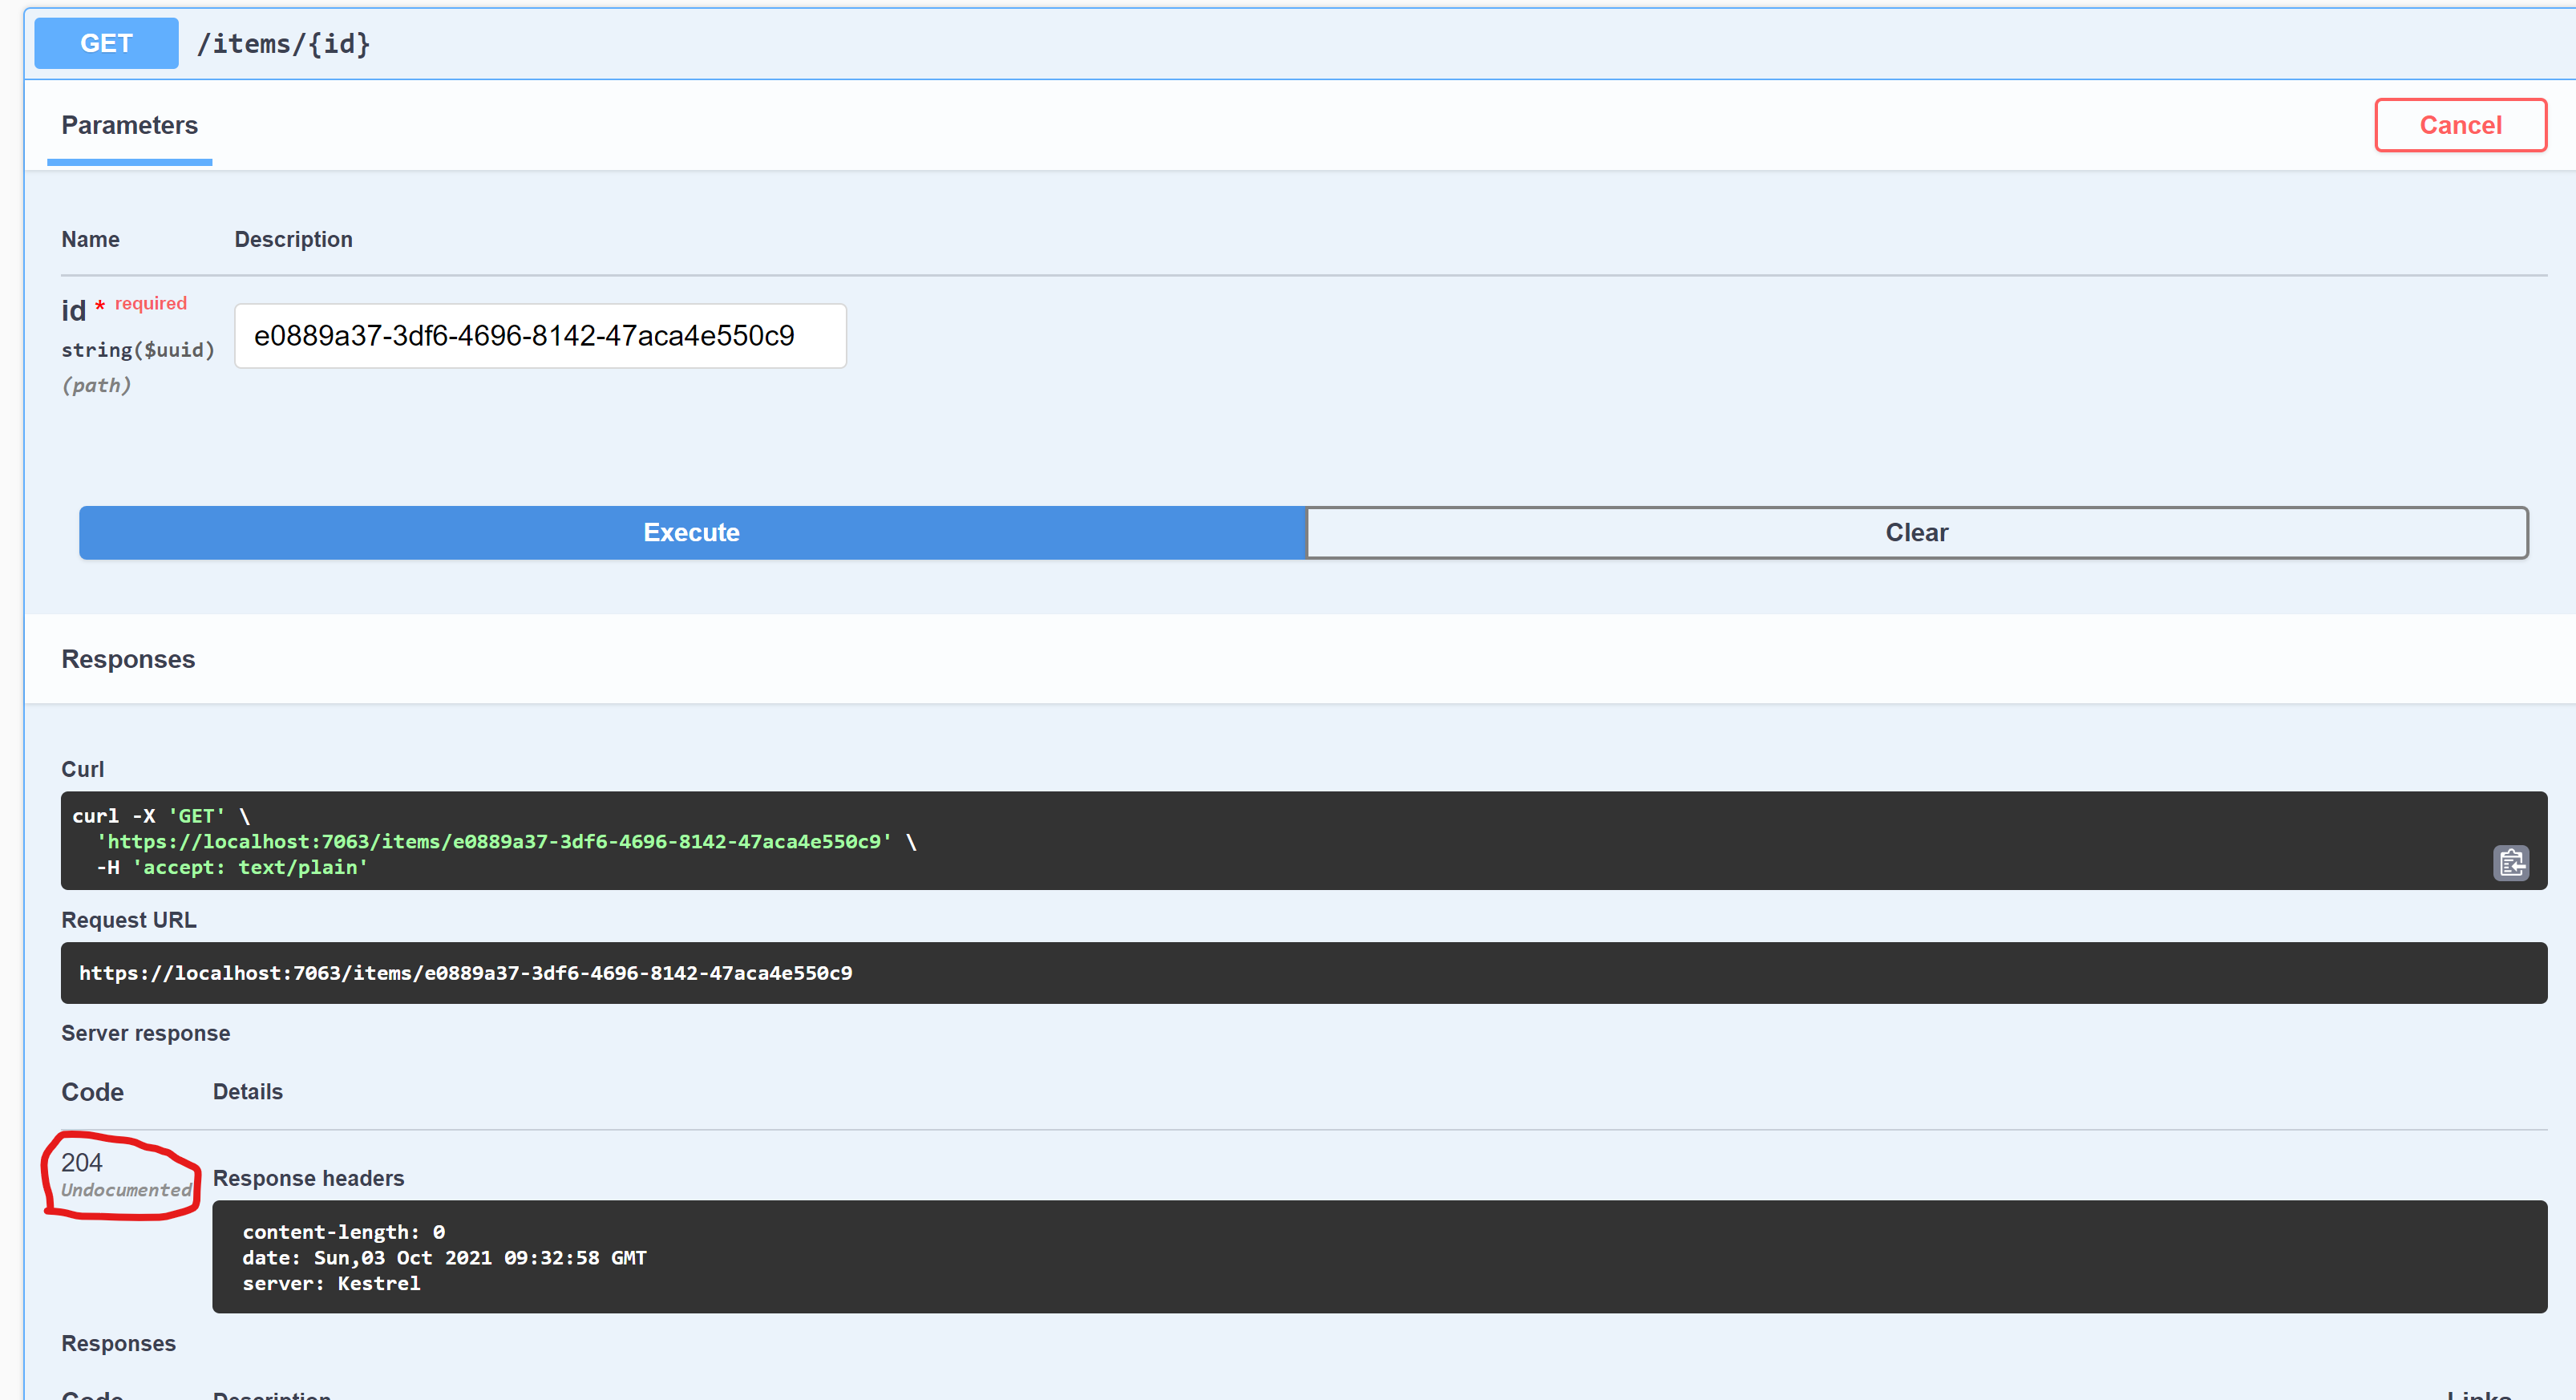 GET /items/{id}
Parameters
Cancel
Name Description
id * required
string($uuid)
(path)
e0889a37-3df6-4696-8142-47aca4e550c9
Execute Clear
Responses
Curl
curl -X 'GET' \
  'https://localhost:7063/items/e0889a37-3df6-4696-8142-47aca4e550c9' \
  -H 'accept: text/plain'
Request URL
https://localhost:7063/items/e0889a37-3df6-4696-8142-47aca4e550c9
Server response
Code Details
204
Undocumented
Response headers
content-length: 0
date: Sun,03 Oct 2021 09:32:58 GMT
server: Kestrel
Responses
Code Description Links